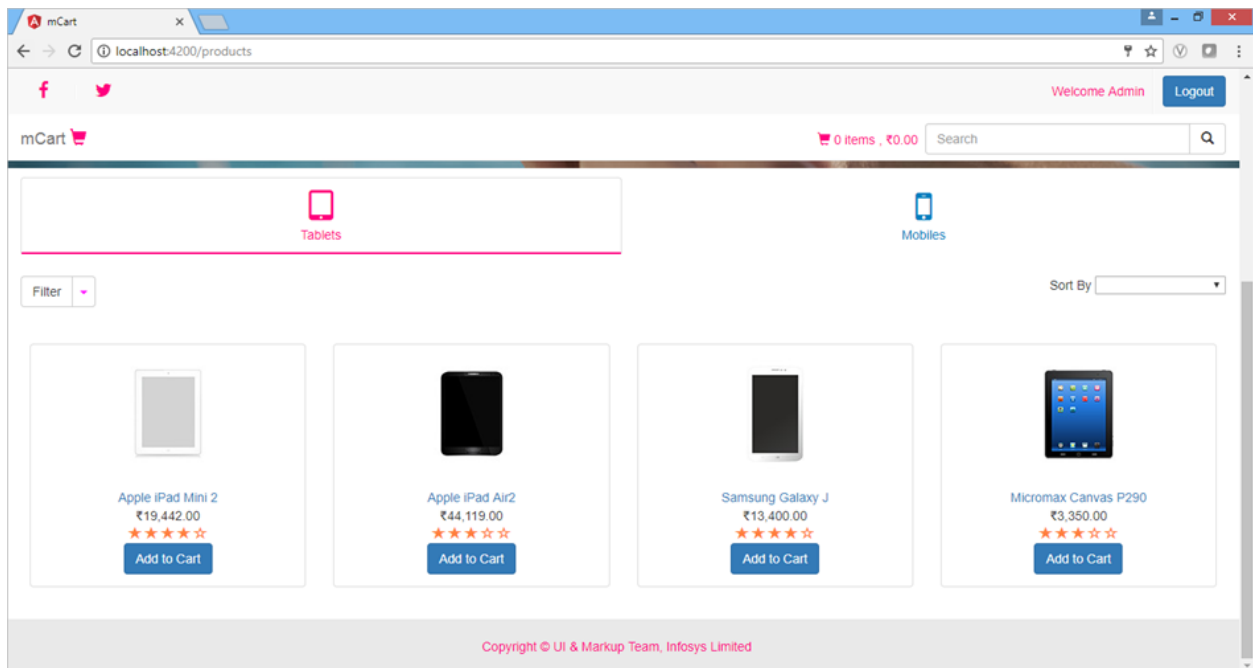 mCart
localhost:4200/products
Welcome Admin Logout
mCart 0 items , ₹0.00 Search
Tablets Mobiles
Filter Sort By
Apple iPad Mini 2 Apple iPad Air2 Samsung Galaxy J Micromax Canvas P290
₹19,442.00 ₹44,119.00 ₹13,400.00 ₹3,350.00
Add to Cart Add to Cart Add to Cart Add to Cart
Copyright © UI & Markup Team, Infosys Limited